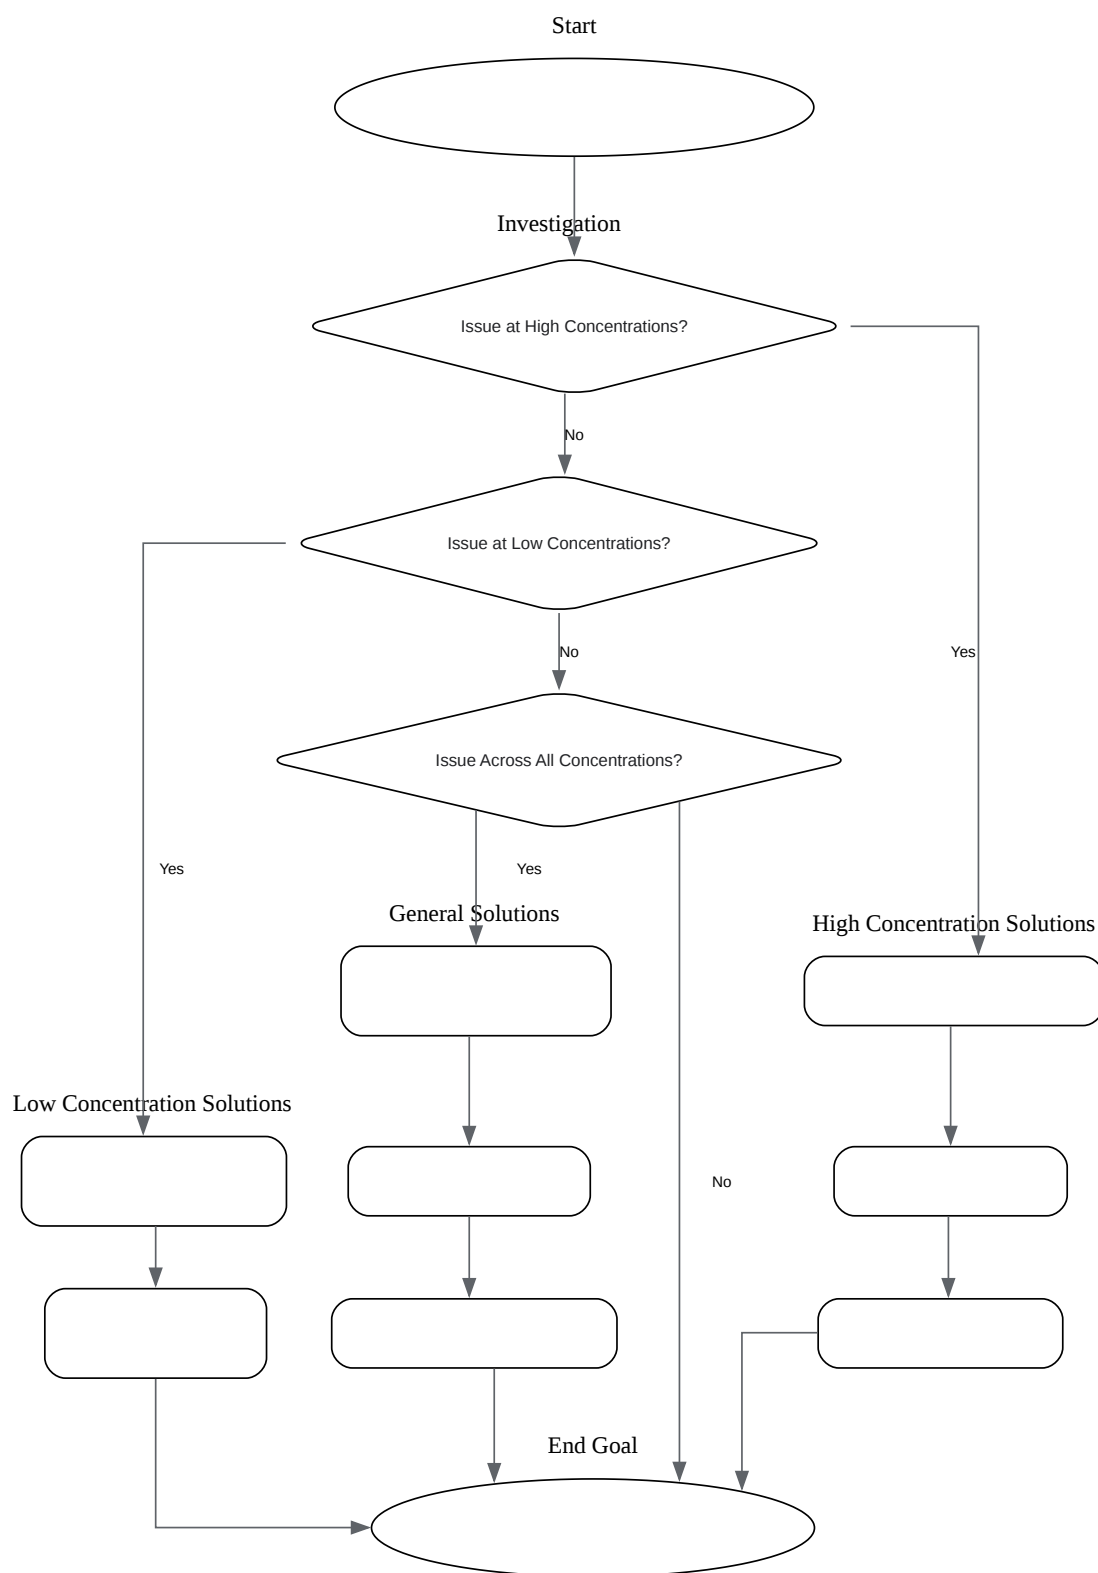 Start
Investigation
Issue at High Concentrations?
No
Issue at Low Concentrations?
No
Yes
Issue Across All Concentrations?
Yes
Yes
General Solutions
High Concentration Solutions
Low Concentration Solutions
No
End Goal